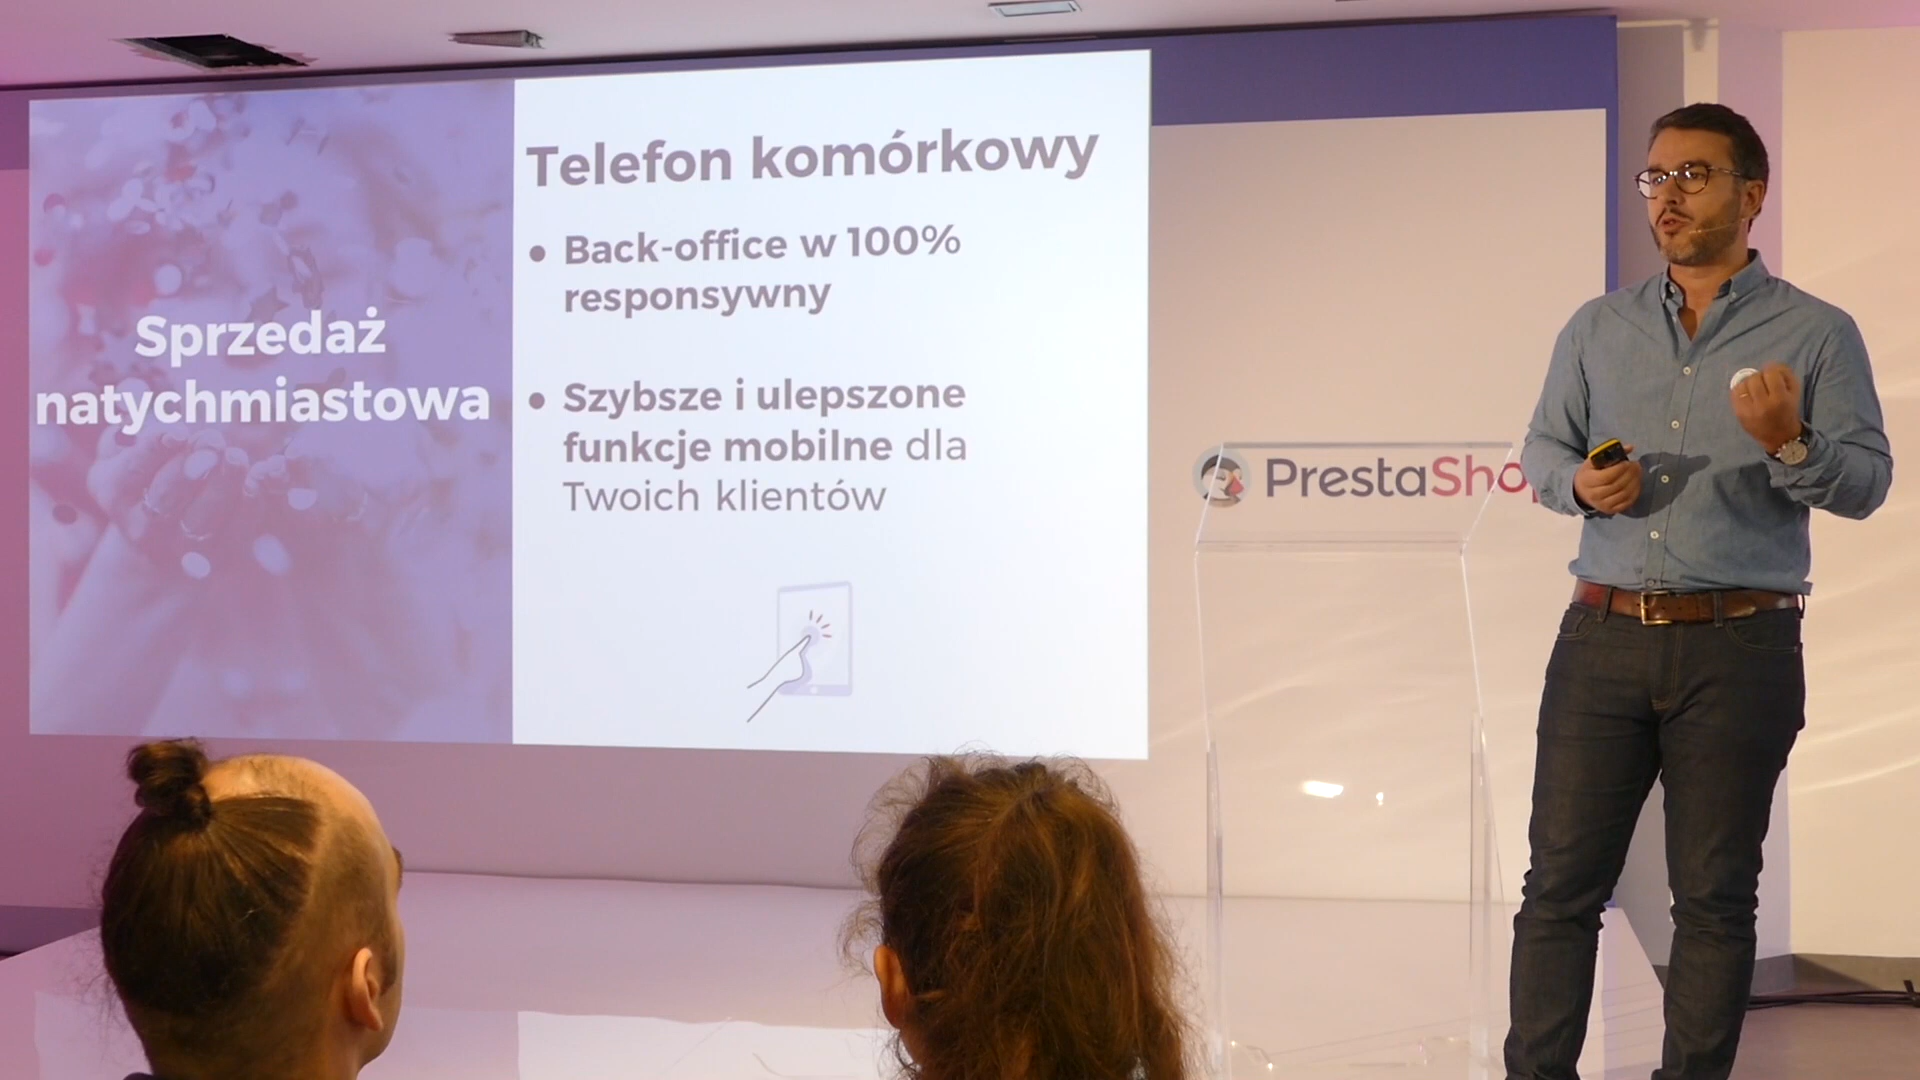 Sprzedaż
natychmiastowa
Telefon komórkowy
• Back-office w 100%
responsywny
• Szybsze i ulepszone
funkcje mobilne dla
Twoich klientów
PrestaShop